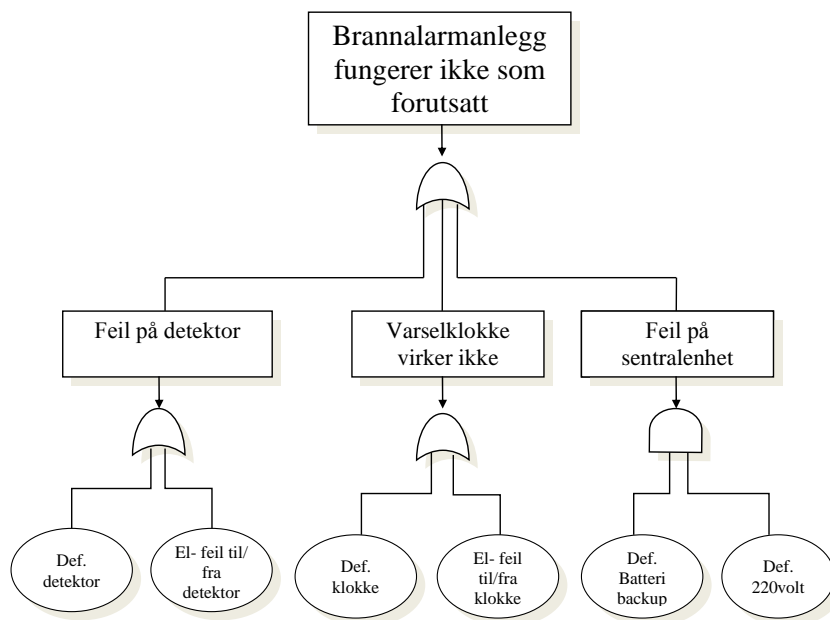 Brannalarmanlegg
fungerer ikke som
forutsatt
Feil på detektor
Varselklokke
virker ikke
Feil på
sentralenhet
Def.
detektor
El- feil til/
fra
detektor
Def.
klokke
El- feil
til/fra
klokke
Def.
Batteri
backup
Def.
220volt